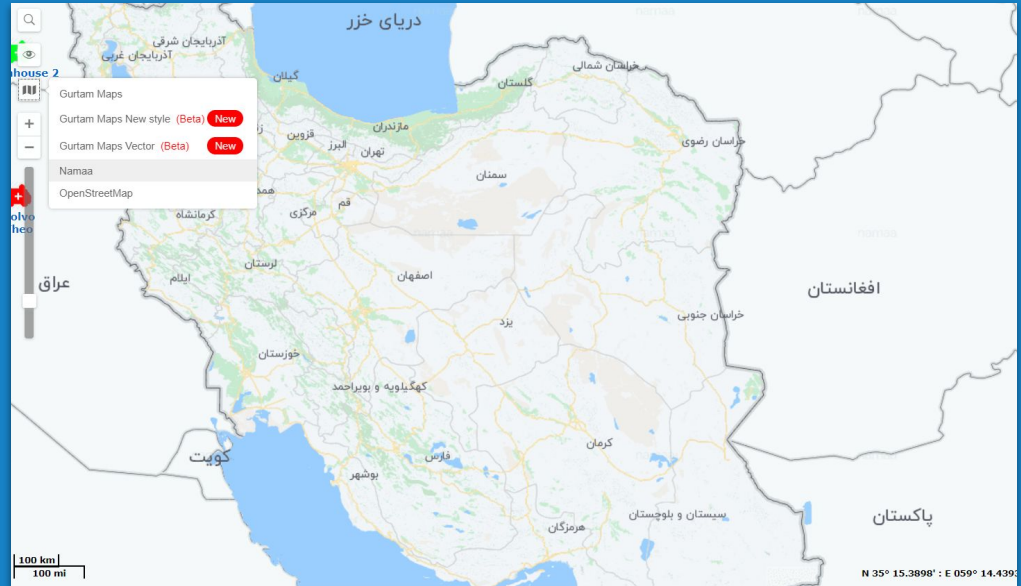 دریای خزر
آذربایجان شرقی
آذربایجان غربی
nhouse 2
خراسان شمالی
گیلان
گلستان
Gurtam Maps
Gurtam Maps New style (Beta) New
مازندران
قزوین
البرز
تهران
خراسان رضوی
Gurtam Maps Vector (Beta) New
Namaa
سمنان
OpenStreetMap
قم
مرکزی
کرمانشاه
لرستان
ایلام
اصفهان
عراق
افغانستان
خراسان جنوبی
یزد
خوزستان
کهگیلویه و بویراحمد
کرمان
کویت
فارس
بوشهر
سیستان و بلوچستان
هرمزگان
پاکستان
100 km
100 mi
N 35° 15.3898' : E 059° 14.4393